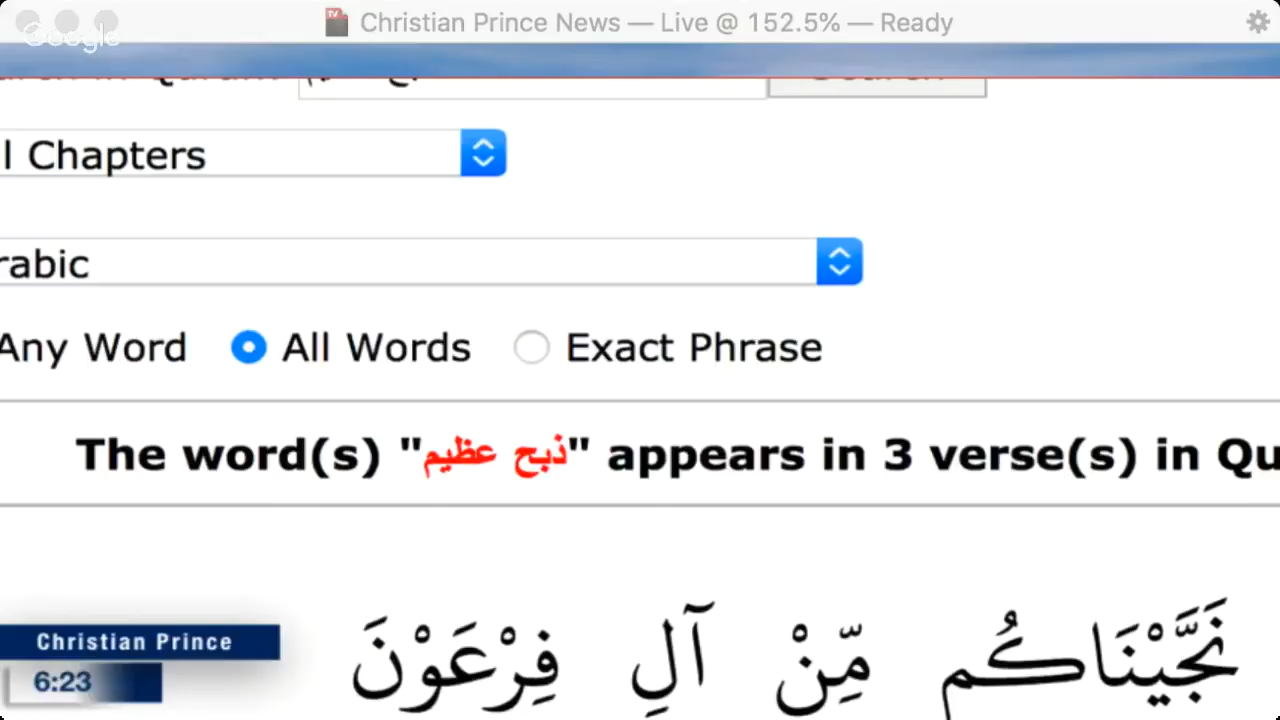 Christian Prince News — Live @ 152.5% — Ready
Google
l Chapters
rabic
Any Word All Words Exact Phrase
The word(s) "ذبح عظيم" appears in 3 verse(s) in Qu
نَجَّيْنَاكُم مِّنْ آلِ فِرْعَوْنَ
Christian Prince
6:23